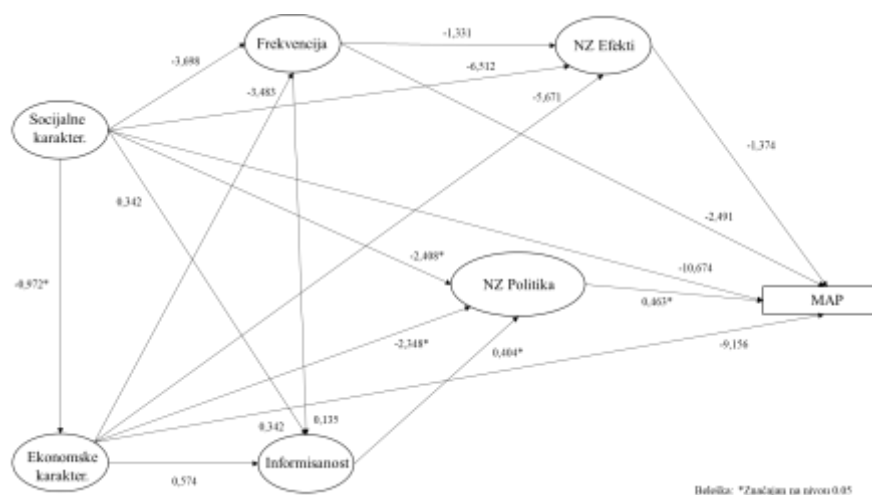 Frekvencija
-1,331
NZ Efekti
-3,698
-6,512
-3,483
-5,671
Socijalne
karakter.
-1,374
0,342
-2,491
-2,408*
-10,674
-0,972*
NZ Politika
0,463*
MAP
-2,348*
0,404*
-9,156
0,342
0,135
Ekonomske
karakter.
Informisanost
0,574
Beleška: *Značajan na nivou 0.05